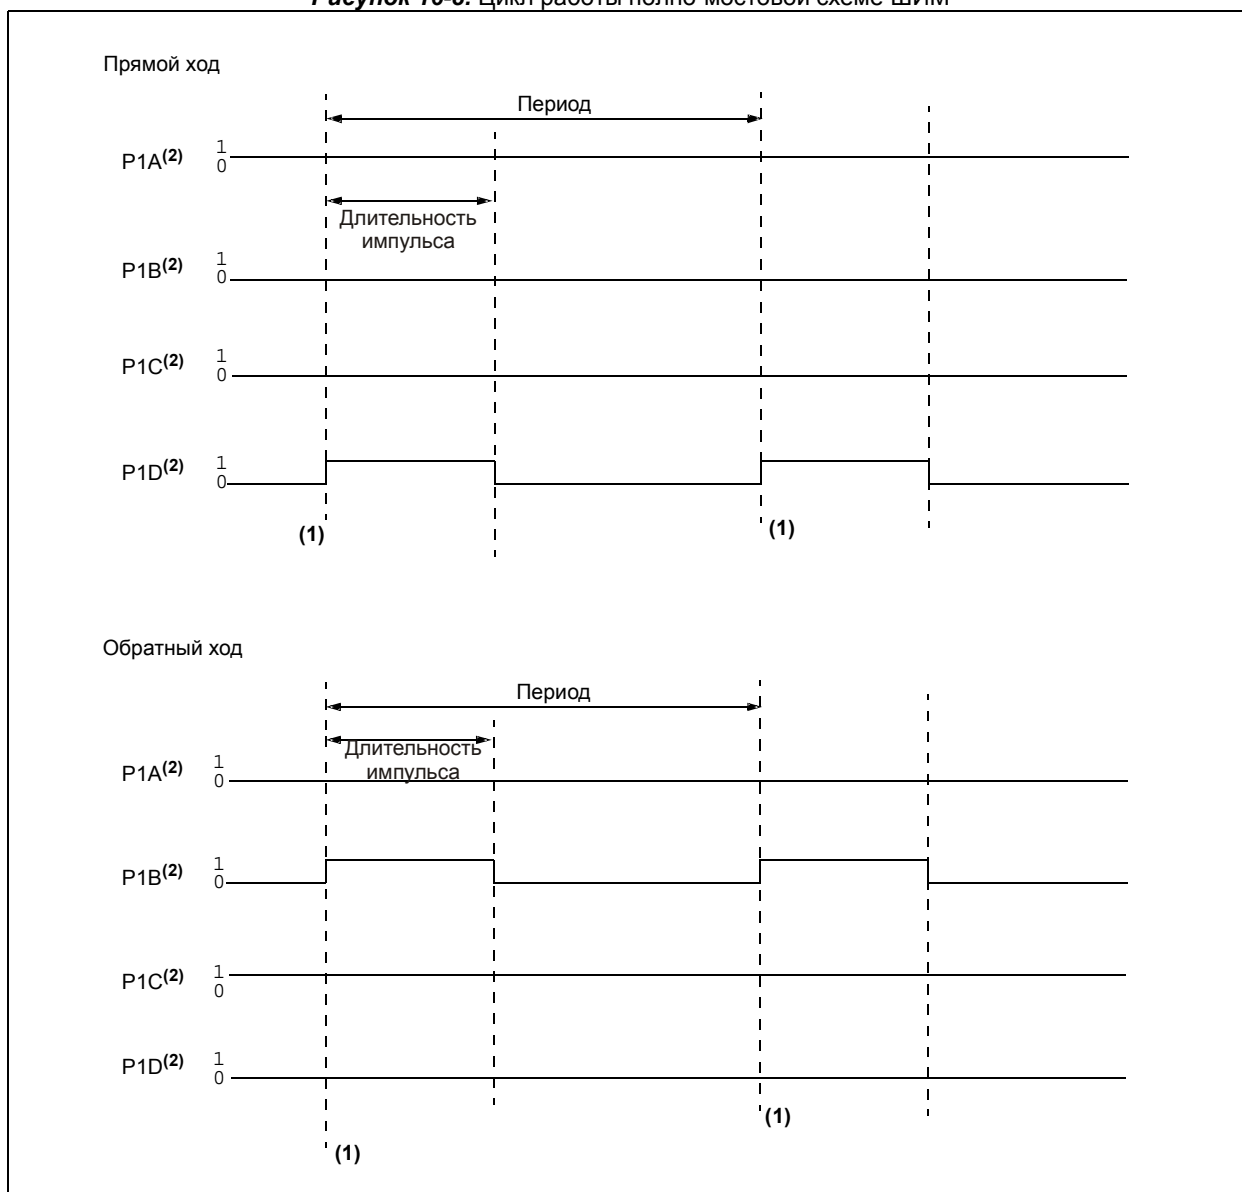 Прямой ход
Период
P1A(2) 1
0
Длительность
импульса
P1B(2) 1
0
P1C(2) 1
0
P1D(2) 1
0
(1) (1)
Обратный ход
Период
Длительность
импульса
P1A(2) 1
0
P1B(2) 1
0
P1C(2) 1
0
P1D(2) 1
0
(1)
(1)